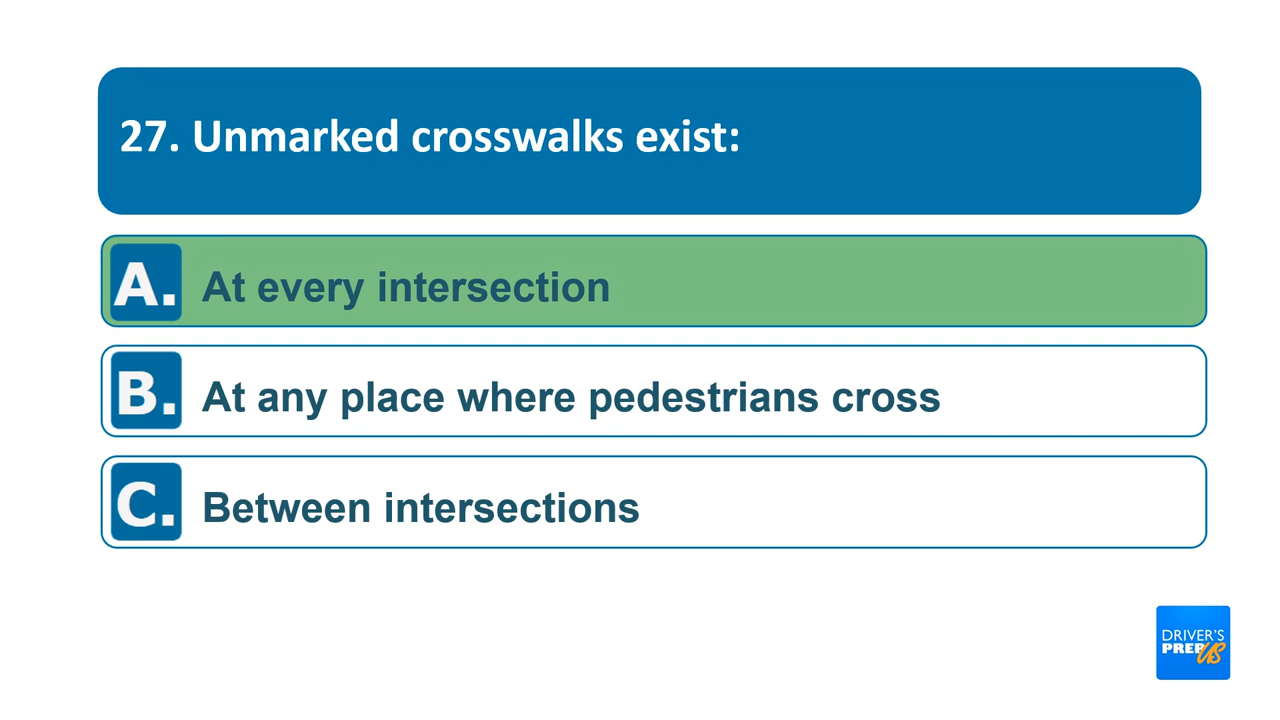 27. Unmarked crosswalks exist:
A. At every intersection
B. At any place where pedestrians cross
C. Between intersections
DRIVER'S
PREP US